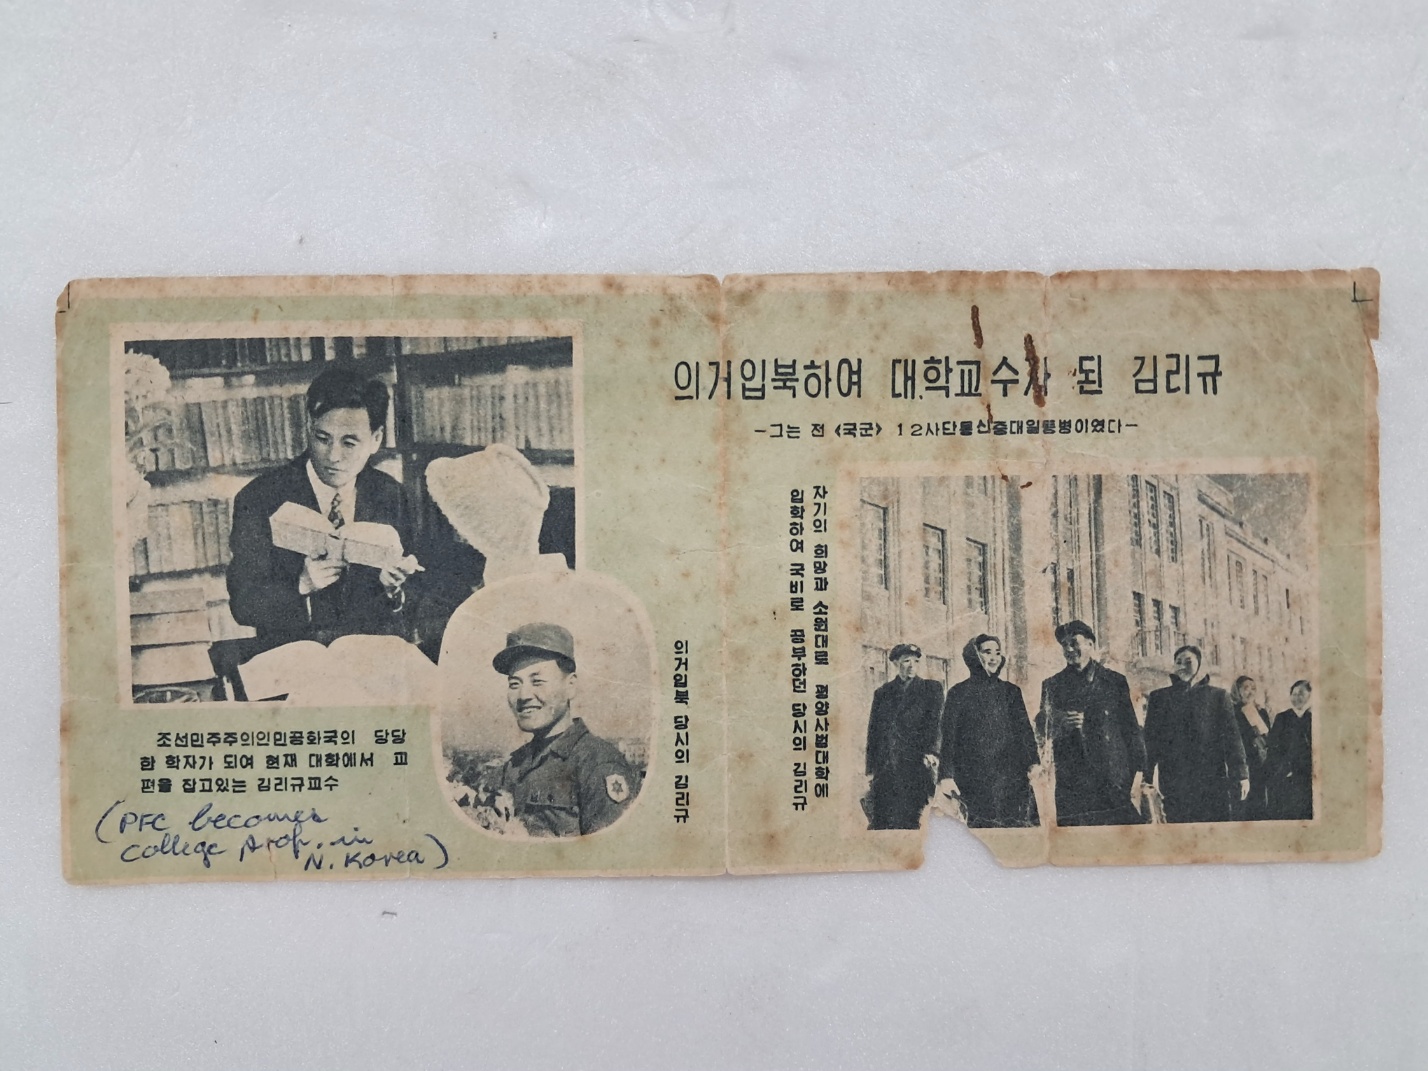 의거입북하여 대학교수가 된 김리규
-그는 전 《국군》 12사단통신중대일등병이였다-
자기의 희망과 소원대로 평양사범대학에
입학하여 국비로 공부하던 당시의 김리규
의거입북 당시의 김리규
조선민주주의인민공화국의 당당
한 학자가 되여 현재 대학에서 교
편을 잡고있는 김리규교수
(PFC becomes
college prof. in
N. Korea)